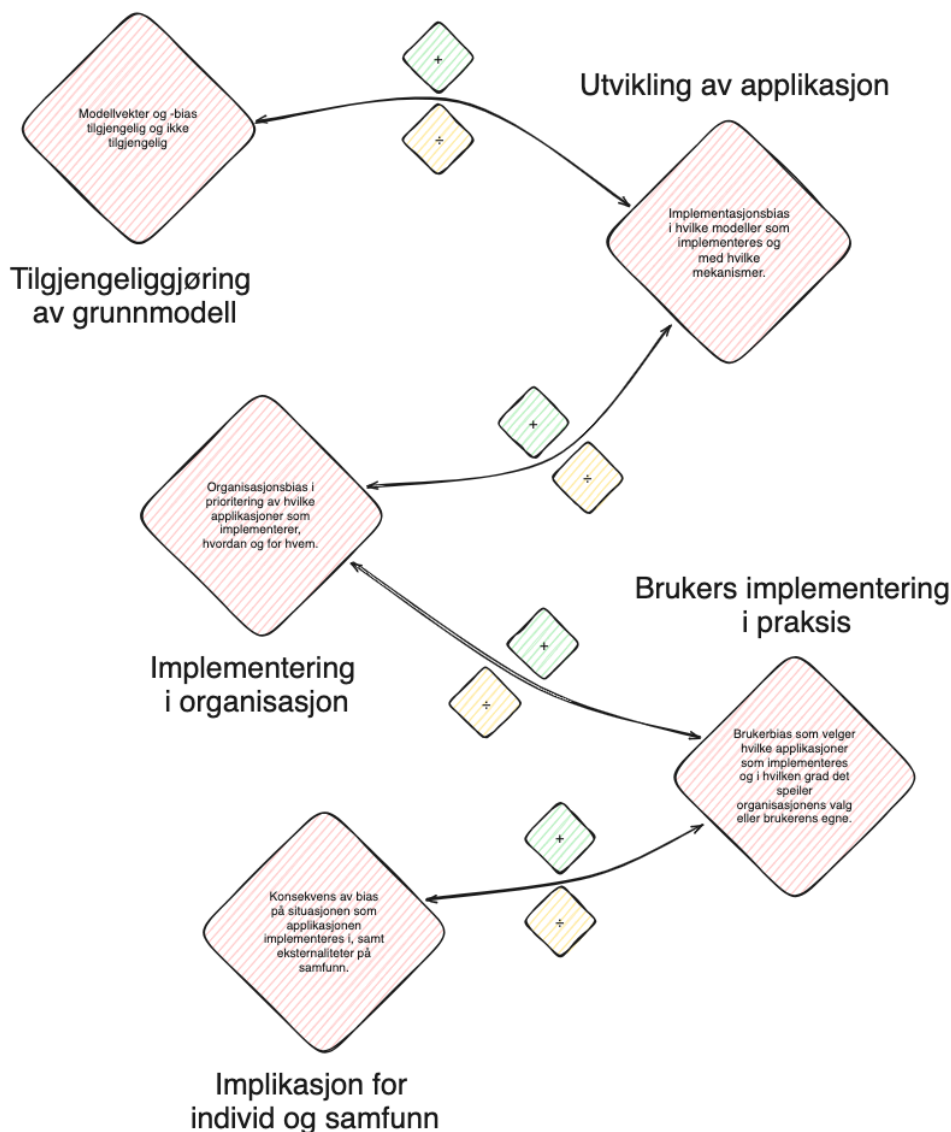 +
÷
Modellvekter og -bias
tilgjengelig og ikke
tilgjengelig
Tilgjengeliggjøring
av grunnmodell
Utvikling av applikasjon
Implementasjonsbias
i hvilke modeller som
implementeres og
med hvilke
mekanismer.
+
÷
Organisasjonsbias i
prioritering av hvilke
applikasjoner som
implementerer,
hvordan og for hvem.
Implementering
i organisasjon
+
÷
Brukers implementering
i praksis
Brukerbias som velger
hvilke applikasjoner
som implementeres
og i hvilken grad det
speiler
organisasjonens valg
eller brukerens egne.
+
÷
Konsekvens av bias
på situasjonen som
applikasjonen
implementeres i, samt
eksternaliteter på
samfunn.
Implikasjon for
individ og samfunn